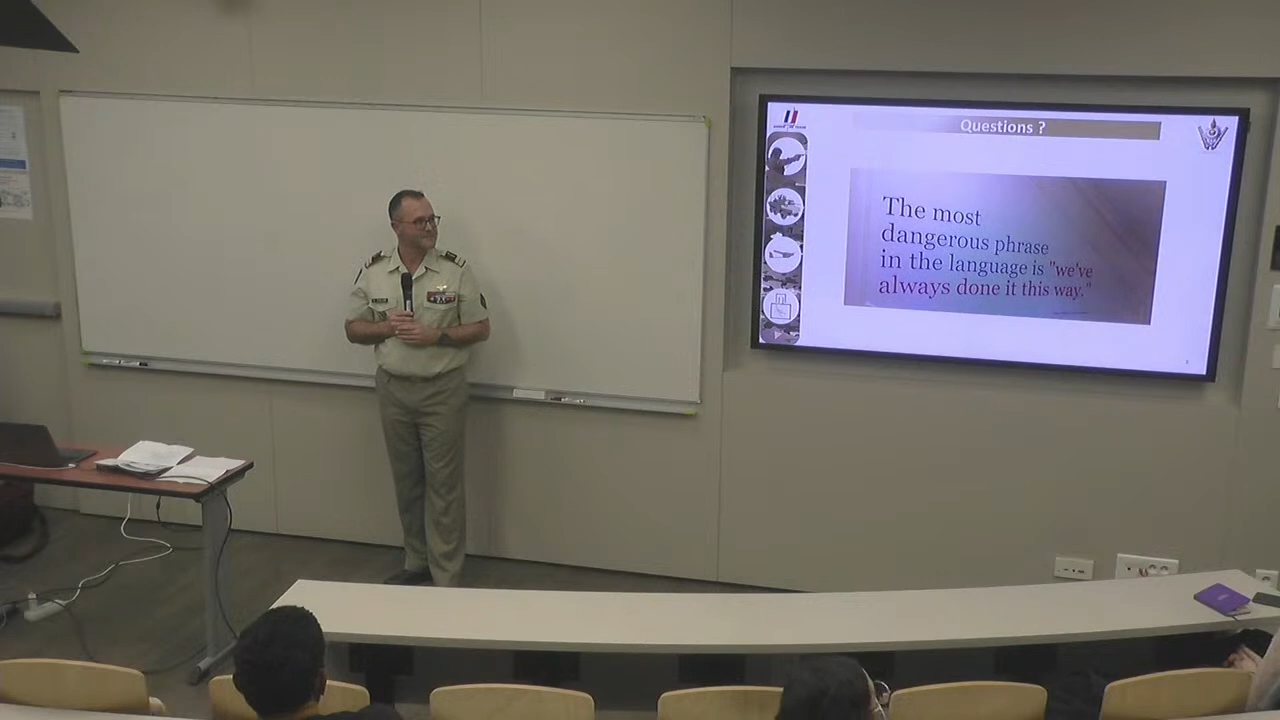 Questions ?
The most
dangerous phrase
in the language is "we've
always done it this way."